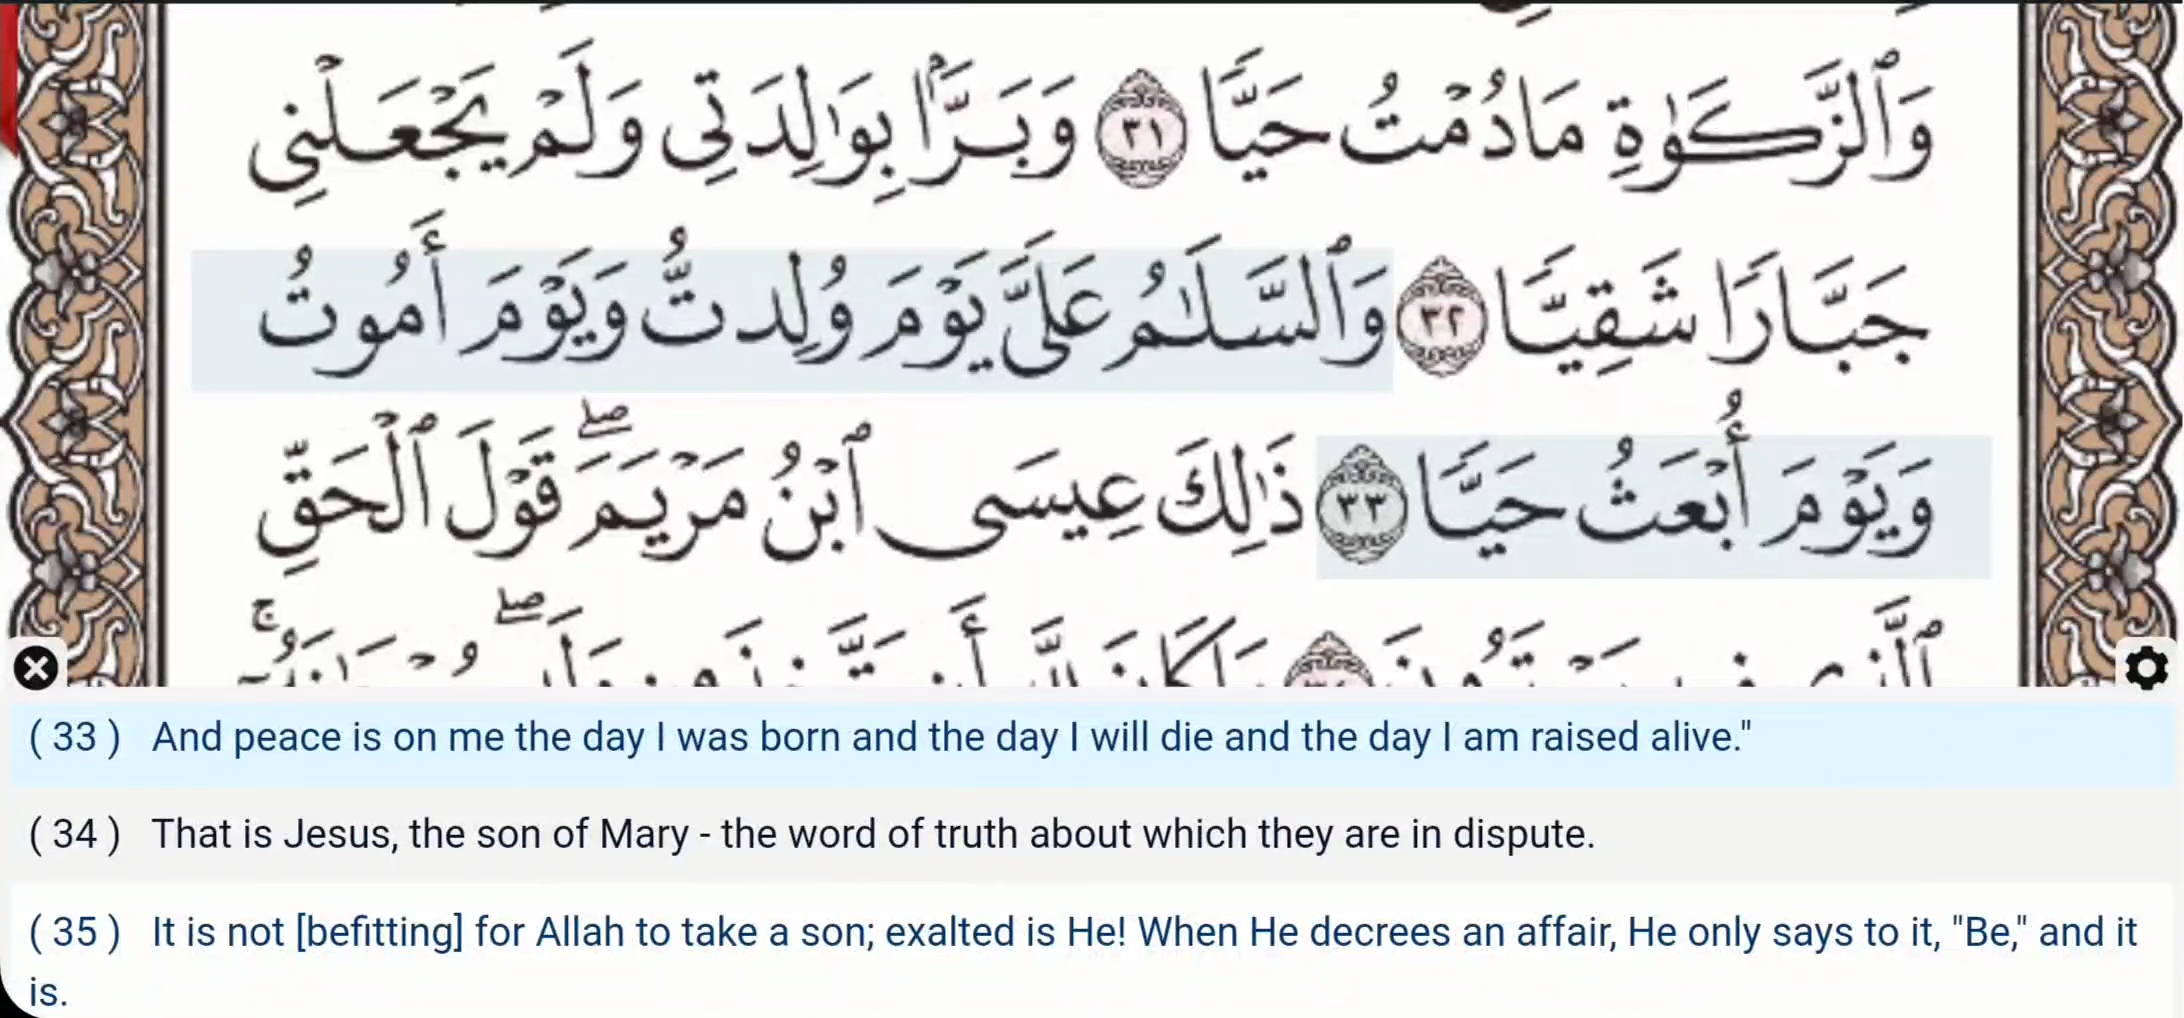 وَٱلزَّكَوٰةِ مَا دُمْتُ حَيًّا ٣١ وَبَرًّۢا بِوَٰلِدَتِى وَلَمْ يَجْعَلْنِى
جَبَّارًا شَقِيًّا ٣٢ وَٱلسَّلَـٰمُ عَلَىَّ يَوْمَ وُلِدتُّ وَيَوْمَ أَمُوتُ
وَيَوْمَ أُبْعَثُ حَيًّا ٣٣ ذَٰلِكَ عِيسَى ٱبْنُ مَرْيَمَ ۖ قَوْلَ ٱلْحَقِّ
( 33 ) And peace is on me the day I was born and the day I will die and the day I am raised alive."
( 34 ) That is Jesus, the son of Mary - the word of truth about which they are in dispute.
( 35 ) It is not [befitting] for Allah to take a son; exalted is He! When He decrees an affair, He only says to it, "Be," and it
is.